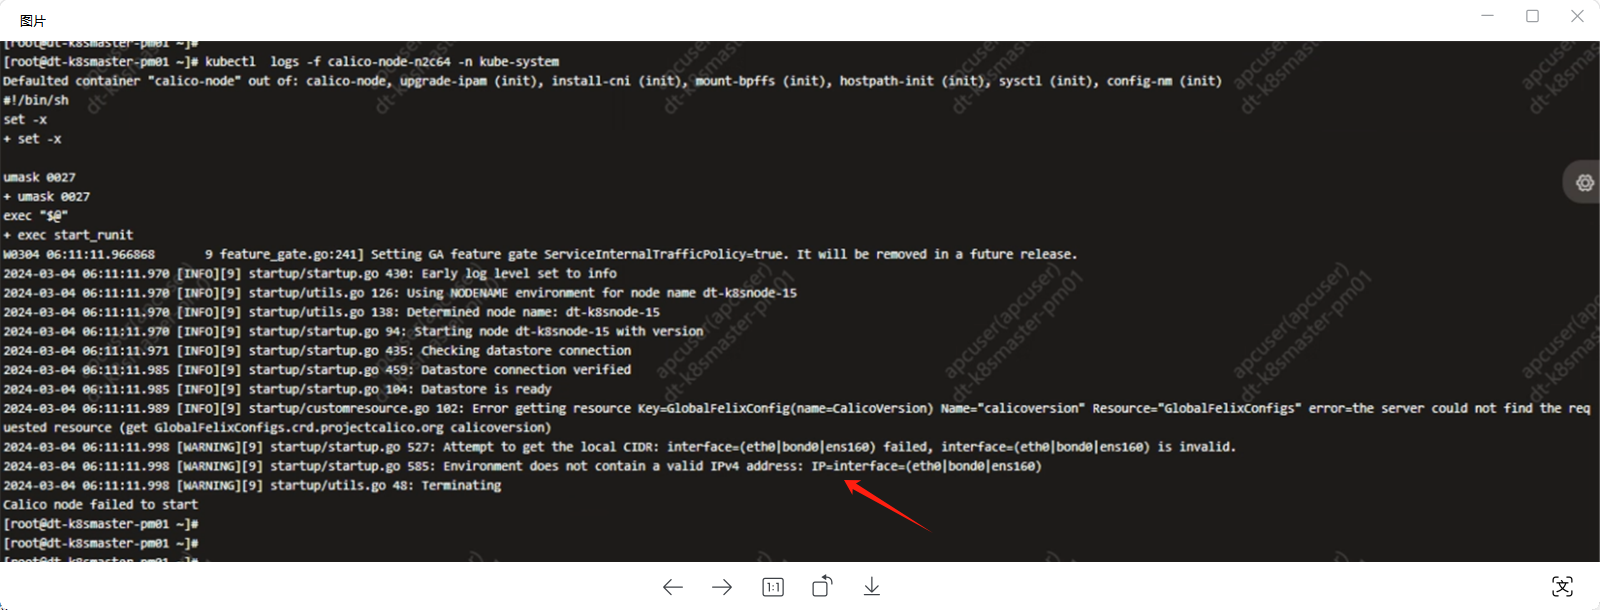 图片
[root@dt-k8smaster-pm01 ~]#
[root@dt-k8smaster-pm01 ~]# kubectl  logs -f calico-node-n2c64 -n kube-system
Defaulted container "calico-node" out of: calico-node, upgrade-ipam (init), install-cni (init), mount-bpffs (init), hostpath-init (init), sysctl (init), config-nm (init)
#!/bin/sh
set -x
+ set -x
umask 0027
+ umask 0027
exec "$@"
+ exec start_runit
W0304 06:11:11.966868      9 feature_gate.go:241] Setting GA feature gate ServiceInternalTrafficPolicy=true. It will be removed in a future release.
2024-03-04 06:11:11.970 [INFO][9] startup/startup.go 430: Early log level set to info
2024-03-04 06:11:11.970 [INFO][9] startup/utils.go 126: Using NODENAME environment for node name dt-k8snode-15
2024-03-04 06:11:11.970 [INFO][9] startup/utils.go 138: Determined node name: dt-k8snode-15
2024-03-04 06:11:11.970 [INFO][9] startup/startup.go 94: Starting node dt-k8snode-15 with version
2024-03-04 06:11:11.971 [INFO][9] startup/startup.go 435: Checking datastore connection
2024-03-04 06:11:11.985 [INFO][9] startup/startup.go 459: Datastore connection verified
2024-03-04 06:11:11.985 [INFO][9] startup/startup.go 104: Datastore is ready
2024-03-04 06:11:11.989 [INFO][9] startup/customresource.go 102: Error getting resource Key=GlobalFelixConfig(name=CalicoVersion) Name="calicoversion" Resource="GlobalFelixConfigs" error=the server could not find the req
uested resource (get GlobalFelixConfigs.crd.projectcalico.org calicoversion)
2024-03-04 06:11:11.998 [WARNING][9] startup/startup.go 527: Attempt to get the local CIDR: interface=(eth0|bond0|ens160) failed, interface=(eth0|bond0|ens160) is invalid.
2024-03-04 06:11:11.998 [WARNING][9] startup/startup.go 585: Environment does not contain a valid IPv4 address: IP=interface=(eth0|bond0|ens160)
2024-03-04 06:11:11.998 [WARNING][9] startup/utils.go 48: Terminating
Calico node failed to start
[root@dt-k8smaster-pm01 ~]#
[root@dt-k8smaster-pm01 ~]#
[root@dt-k8smaster-pm01 ~]#
apcuser(apcuser)
dt-k8smaster-pm01
1:1
文